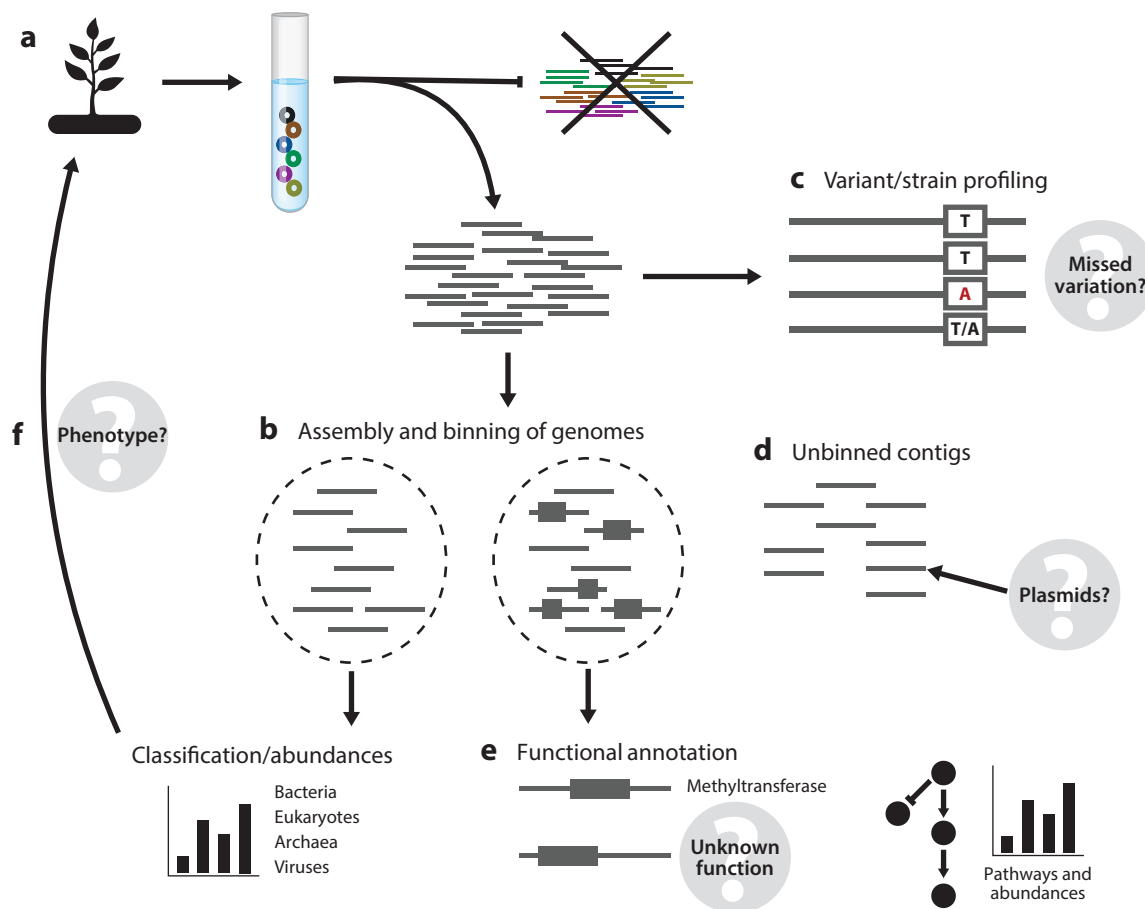 a
c Variant/strain profiling
T
T
A
T/A
?
Missed
variation?
f
?
Phenotype?
b Assembly and binning of genomes
d Unbinned contigs
?
Plasmids?
Classification/abundances
Bacteria
Eukaryotes
Archaea
Viruses
e Functional annotation
Methyltransferase
?
Unknown
function
Pathways and
abundances